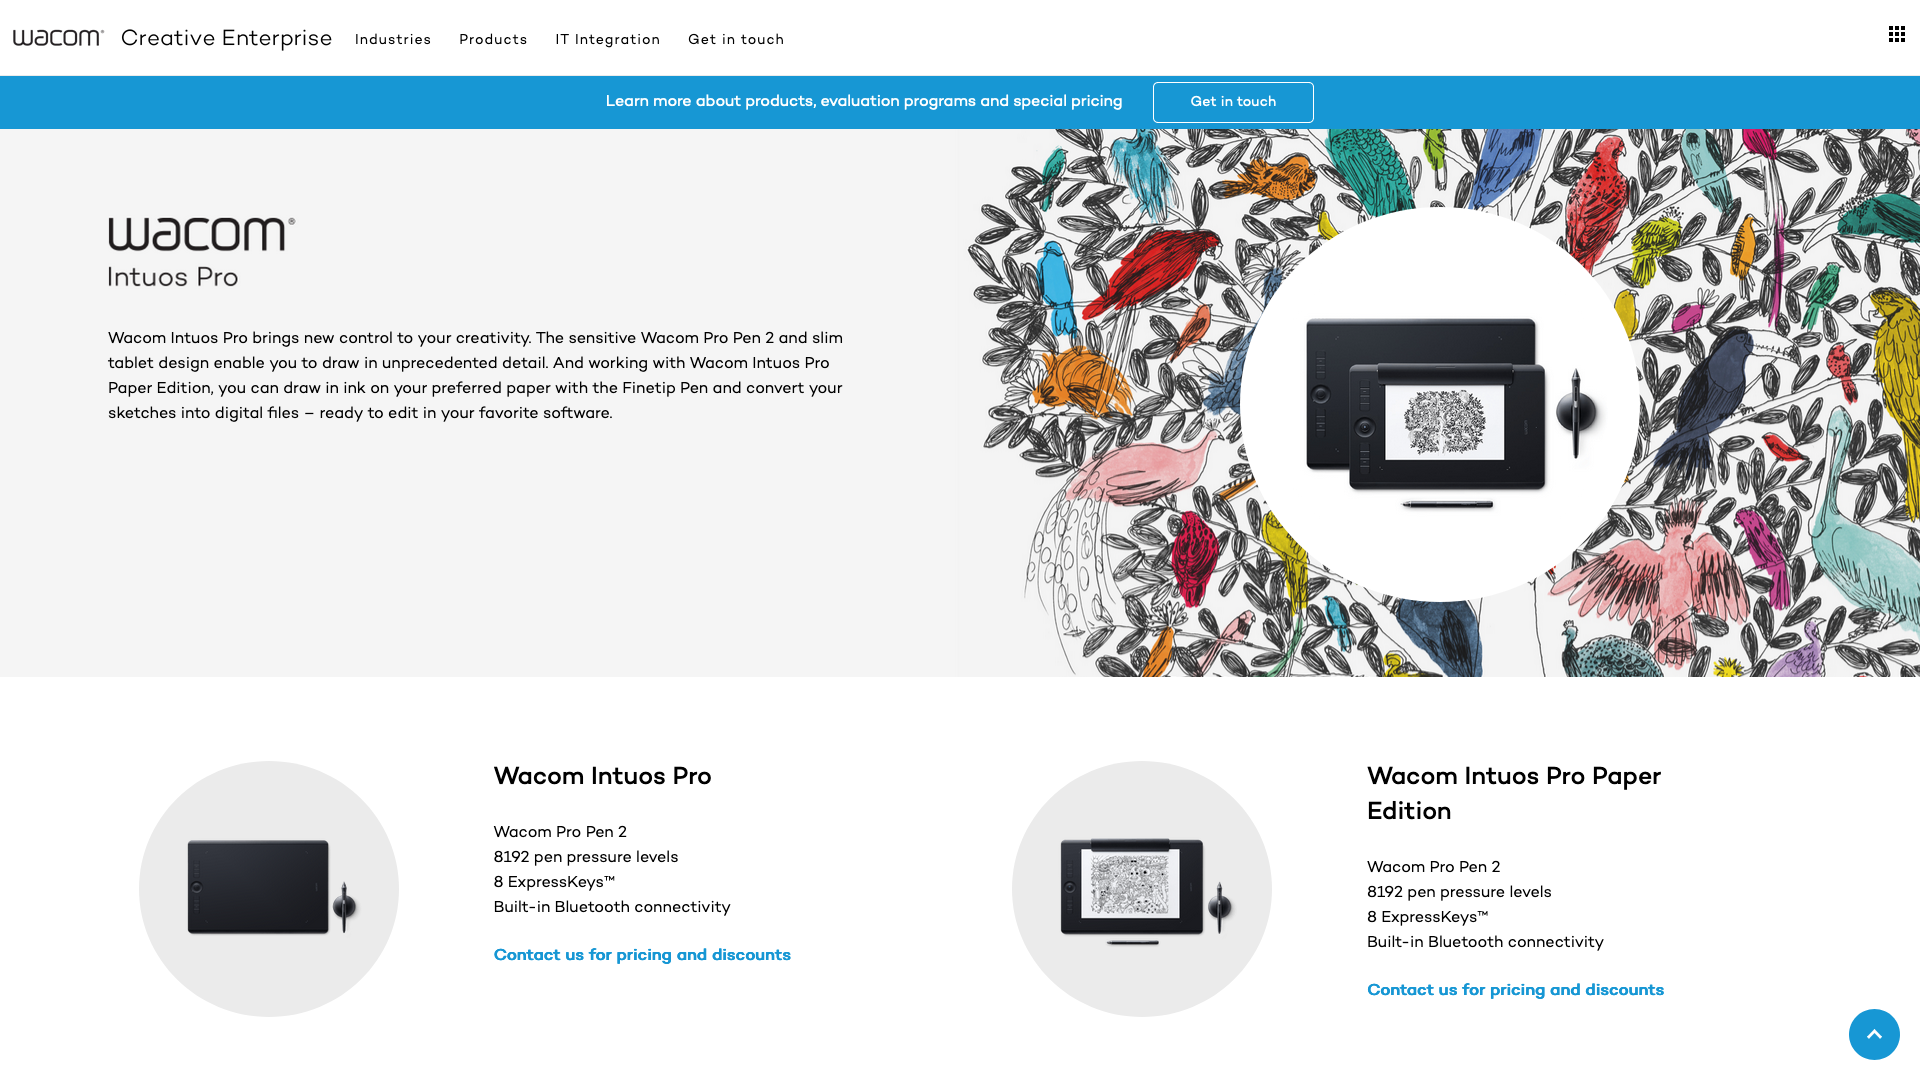 wacom®
Creative Enterprise
Industries
Products
IT Integration
Get in touch
Learn more about products, evaluation programs and special pricing
Get in touch
wacom®
Intuos Pro
Wacom Intuos Pro brings new control to your creativity. The sensitive Wacom Pro Pen 2 and slim
tablet design enable you to draw in unprecedented detail. And working with Wacom Intuos Pro
Paper Edition, you can draw in ink on your preferred paper with the Finetip Pen and convert your
sketches into digital files – ready to edit in your favorite software.
Wacom Intuos Pro
Wacom Pro Pen 2
8192 pen pressure levels
8 ExpressKeys™
Built-in Bluetooth connectivity
Contact us for pricing and discounts
Wacom Intuos Pro Paper
Edition
Wacom Pro Pen 2
8192 pen pressure levels
8 ExpressKeys™
Built-in Bluetooth connectivity
Contact us for pricing and discounts